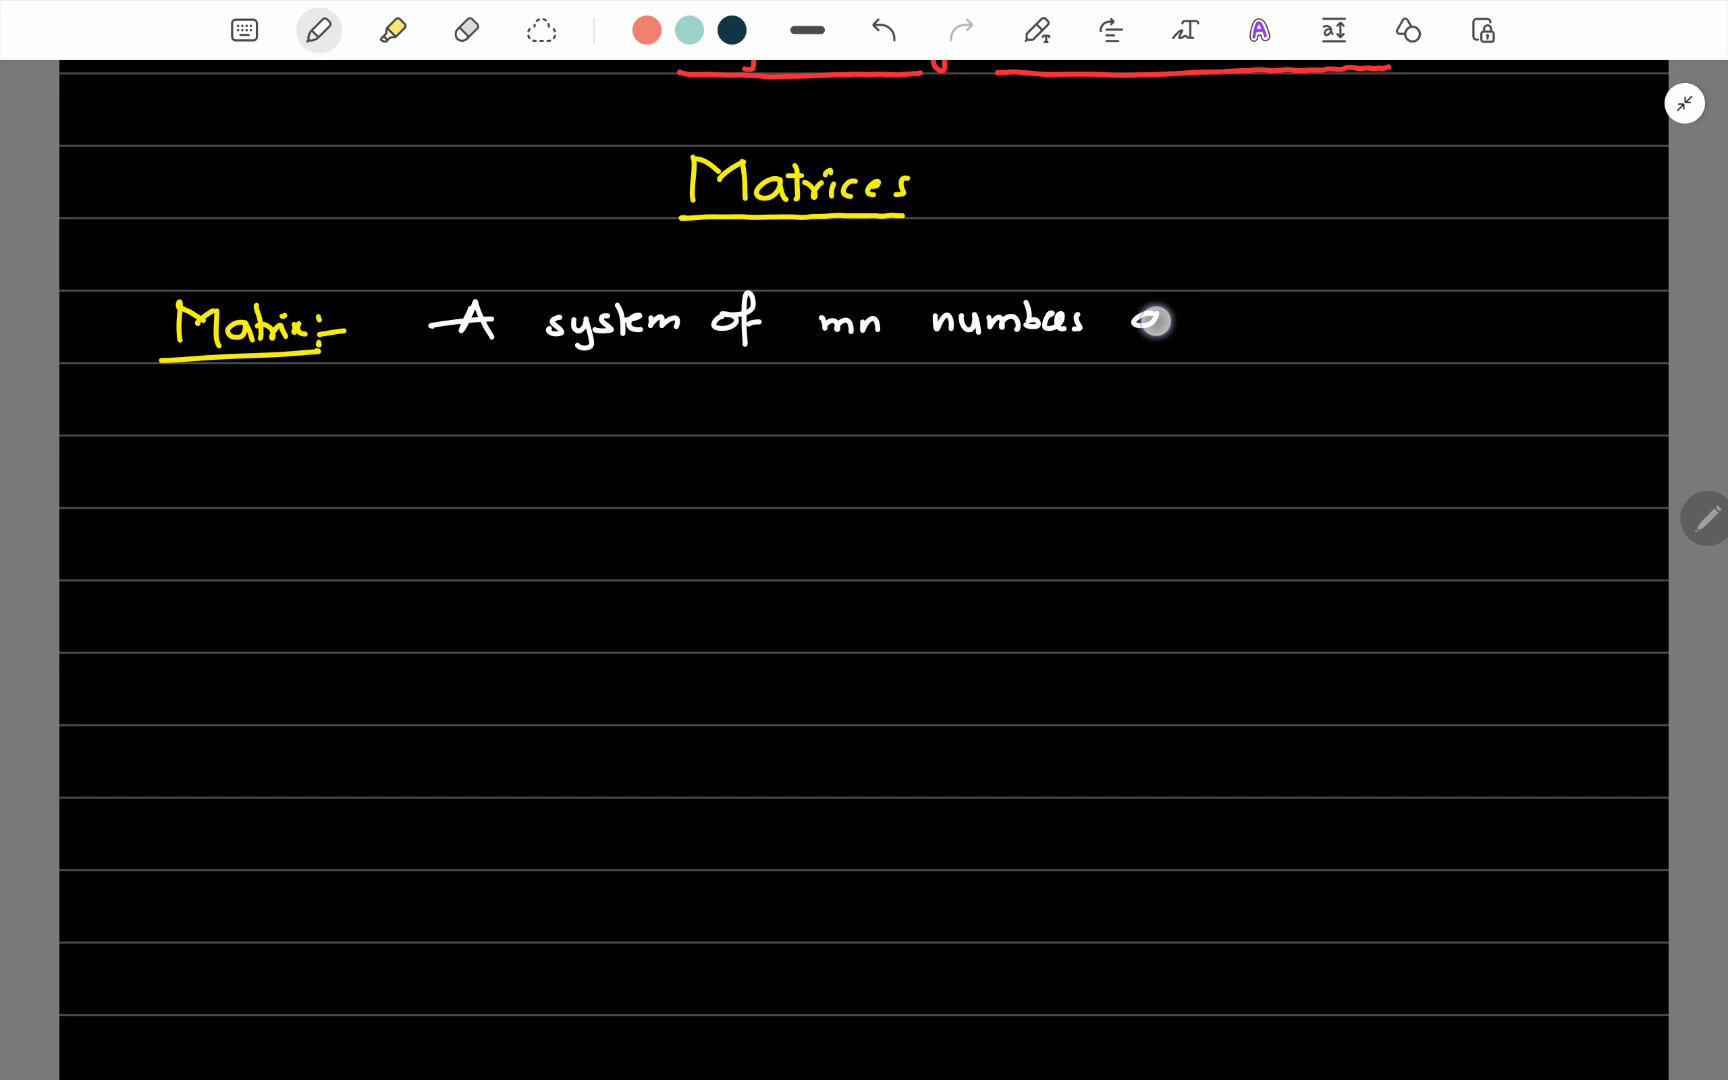 Matrices
Matrix:- A system of mn numbers